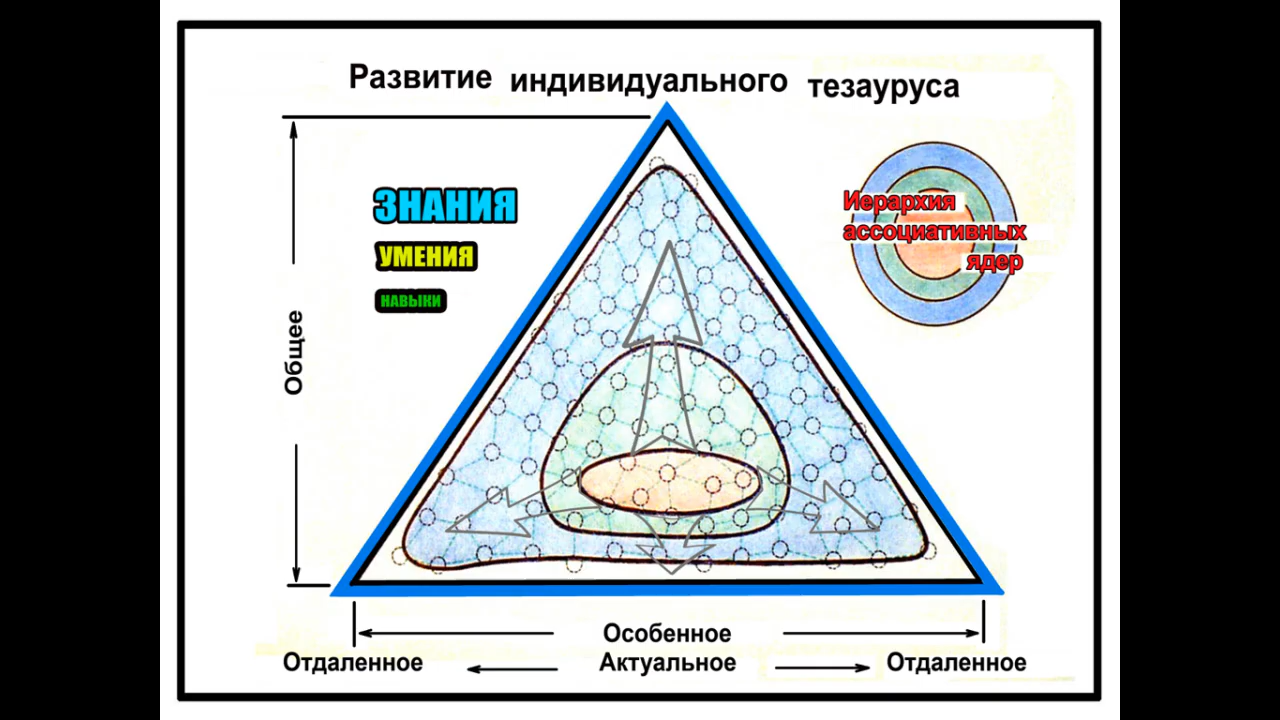 Развитие индивидуального тезауруса
ЗНАНИЯ
УМЕНИЯ
НАВЫКИ
Иерархия
ассоциативных
ядер
Общее
Особенное
Отдаленное Актуальное Отдаленное